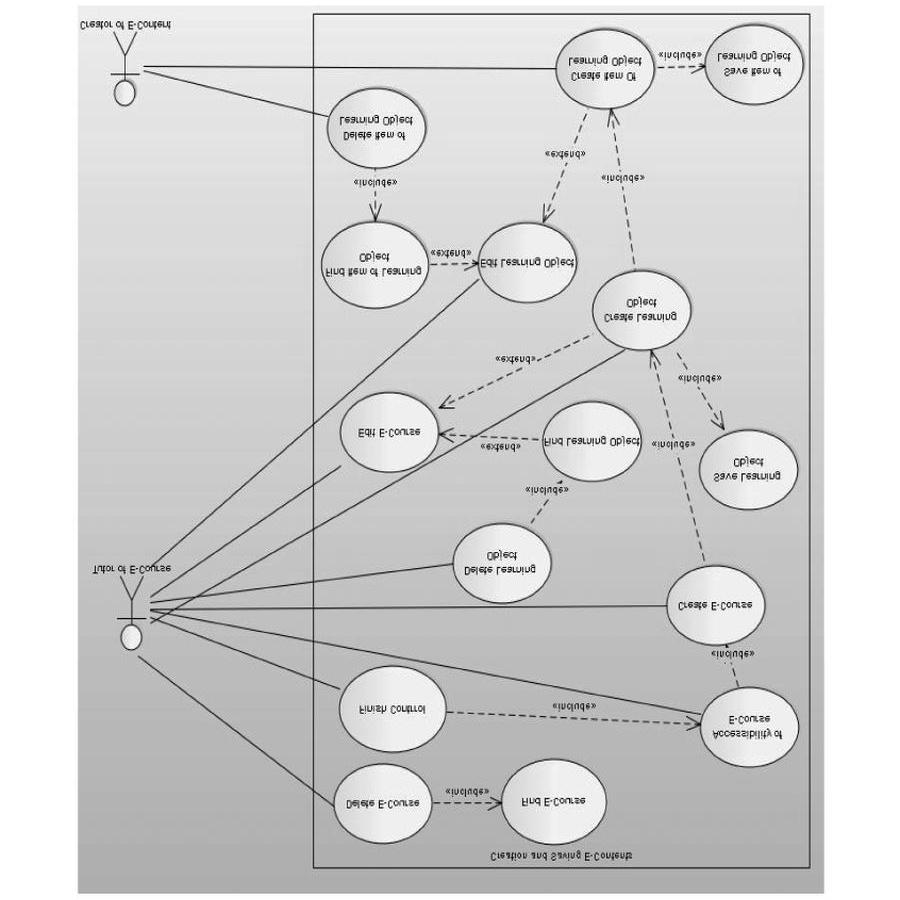 Creation and Saving E-Contents
Delete E-Course
«include»
Find E-Course
Accessibility of
E-Course
Finish Control
«include»
«include»
Tutor of E-Course
Create E-Course
Delete Learning
Object
«include»
Save Learning
Object
«extend»
«include»
Find Learning Object
Edit E-Course
«include»
«extend»
Create Learning
Object
Find Item of Learning
Object
«extend»
Edit Learning Object
«include»
«include»
«extend»
Delete Item of
Learning Object
Create Item Of
Learning Object
«include»
Save Item of
Learning Object
Creator of E-Content